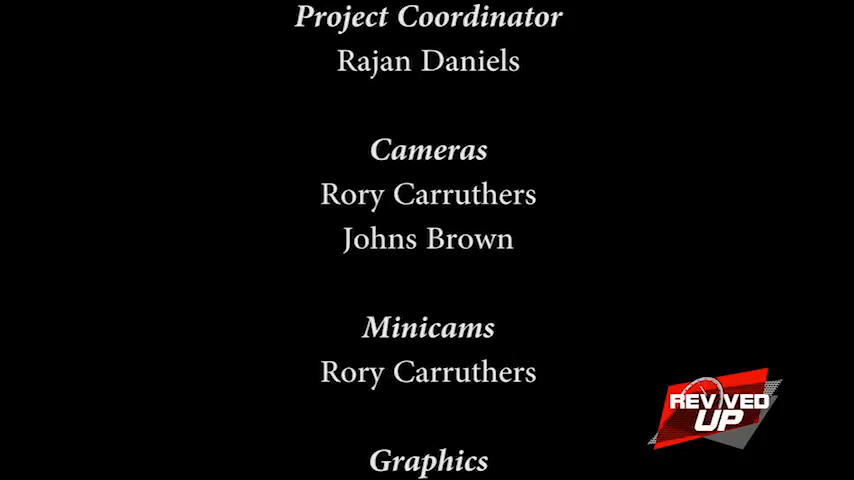 Project Coordinator
Rajan Daniels
Cameras
Rory Carruthers
Johns Brown
Minicams
Rory Carruthers
REVIVED
UP
Graphics